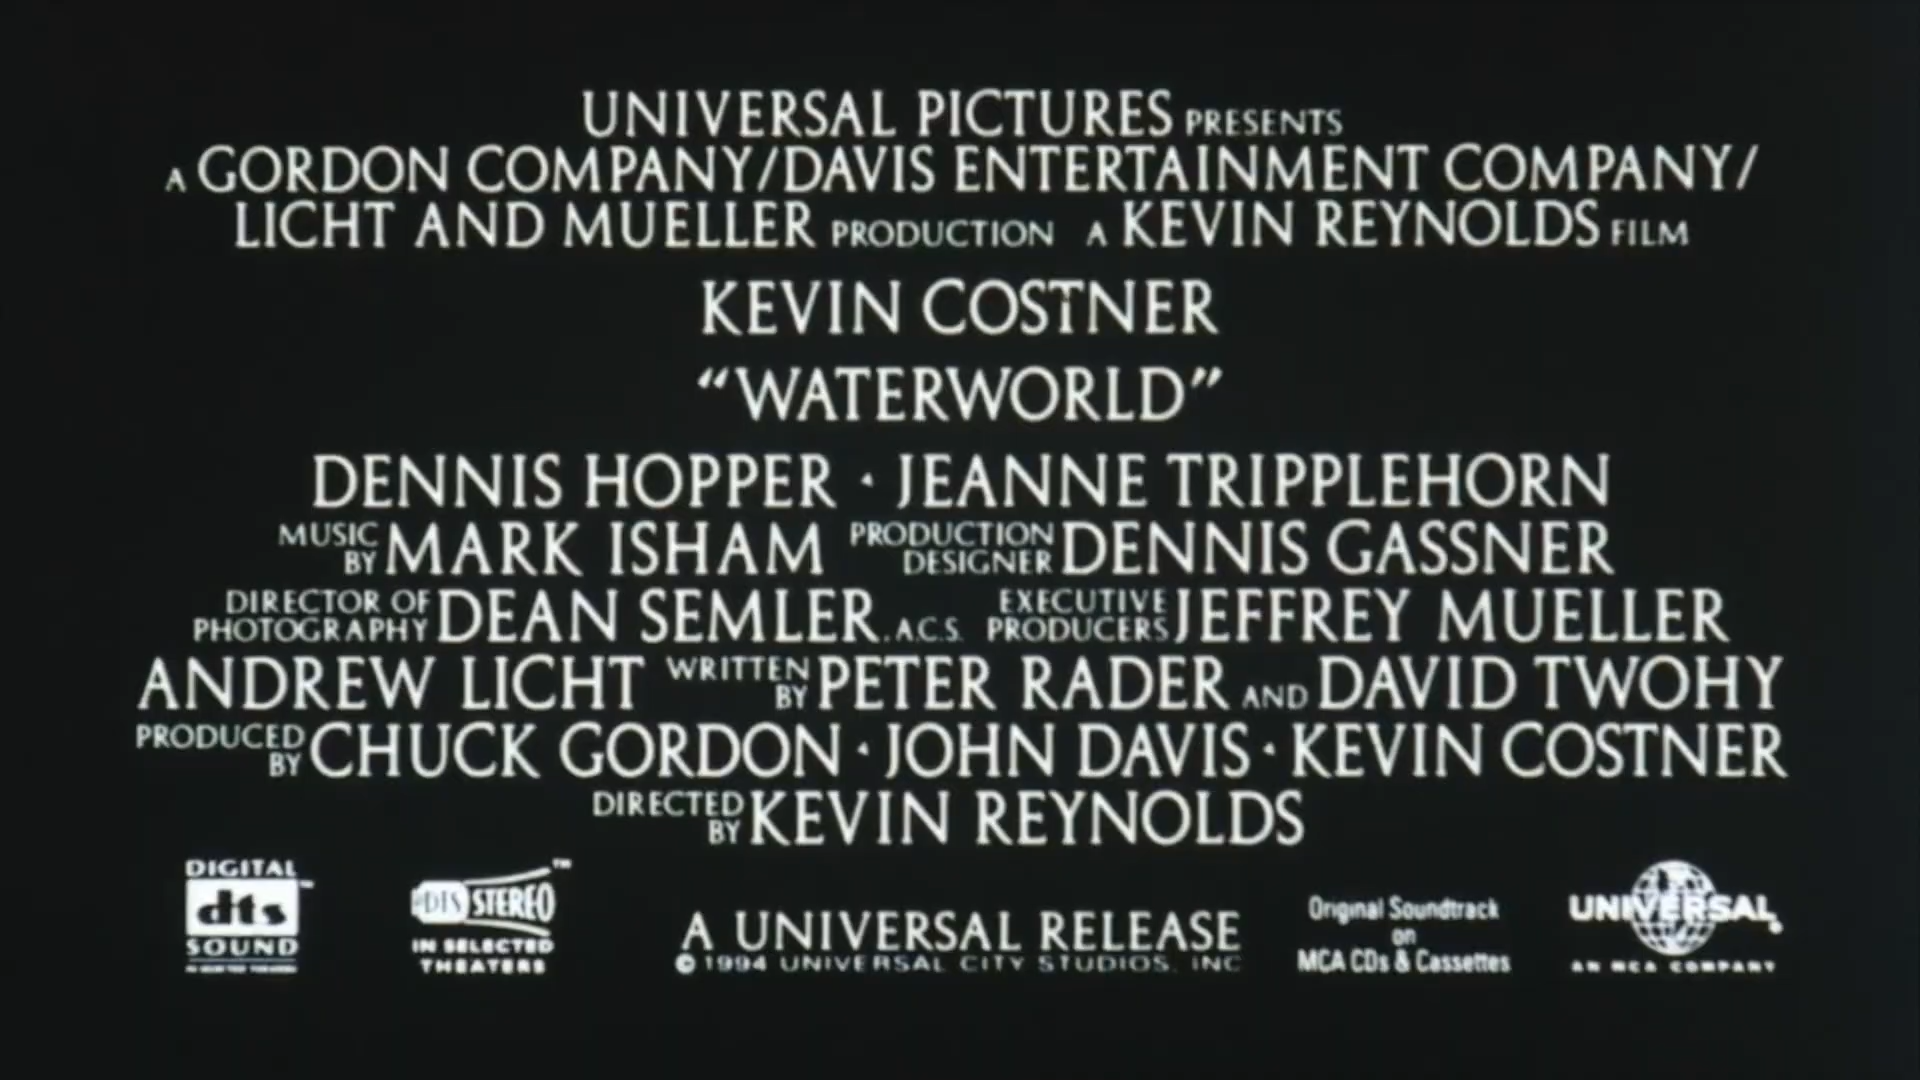 UNIVERSAL PICTURES PRESENTS
A GORDON COMPANY/DAVIS ENTERTAINMENT COMPANY/
LICHT AND MUELLER PRODUCTION A KEVIN REYNOLDS FILM
KEVIN COSTNER
“WATERWORLD”
DENNIS HOPPER · JEANNE TRIPPLEHORN
MUSIC BY MARK ISHAM PRODUCTION DESIGNER DENNIS GASSNER
DIRECTOR OF PHOTOGRAPHY DEAN SEMLER, A.C.S. EXECUTIVE PRODUCERS JEFFREY MUELLER
ANDREW LICHT WRITTEN BY PETER RADER AND DAVID TWOHY
PRODUCED BY CHUCK GORDON · JOHN DAVIS · KEVIN COSTNER
DIRECTED BY KEVIN REYNOLDS
DIGITAL
dts
SOUND
DTS STEREO™
IN SELECTED
THEATERS
A UNIVERSAL RELEASE
© 1994 UNIVERSAL CITY STUDIOS, INC
Original Soundtrack
on
MCA CDs & Cassettes
UNIVERSAL
AN MCA COMPANY